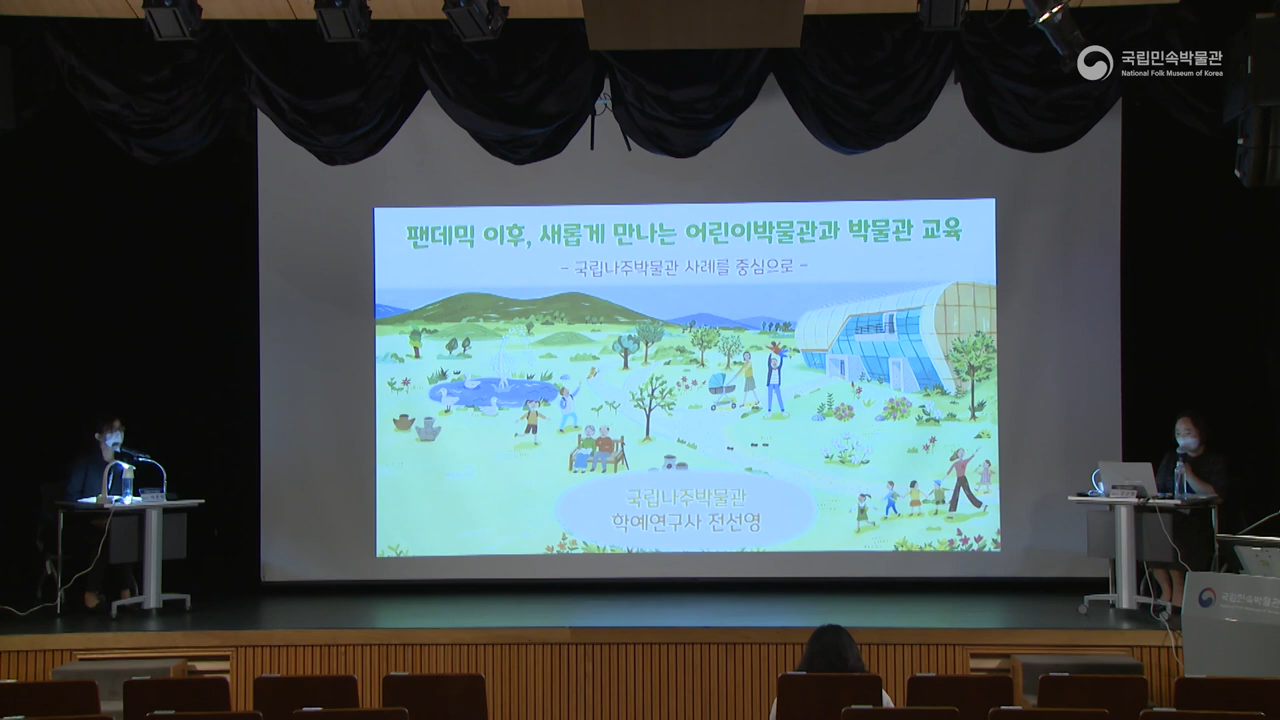 국립민속박물관
National Folk Museum of Korea
팬데믹 이후, 새롭게 만나는 어린이박물관과 박물관 교육
- 국립나주박물관 사례를 중심으로 -
국립나주박물관
학예연구사 전선영
국립민속박물관